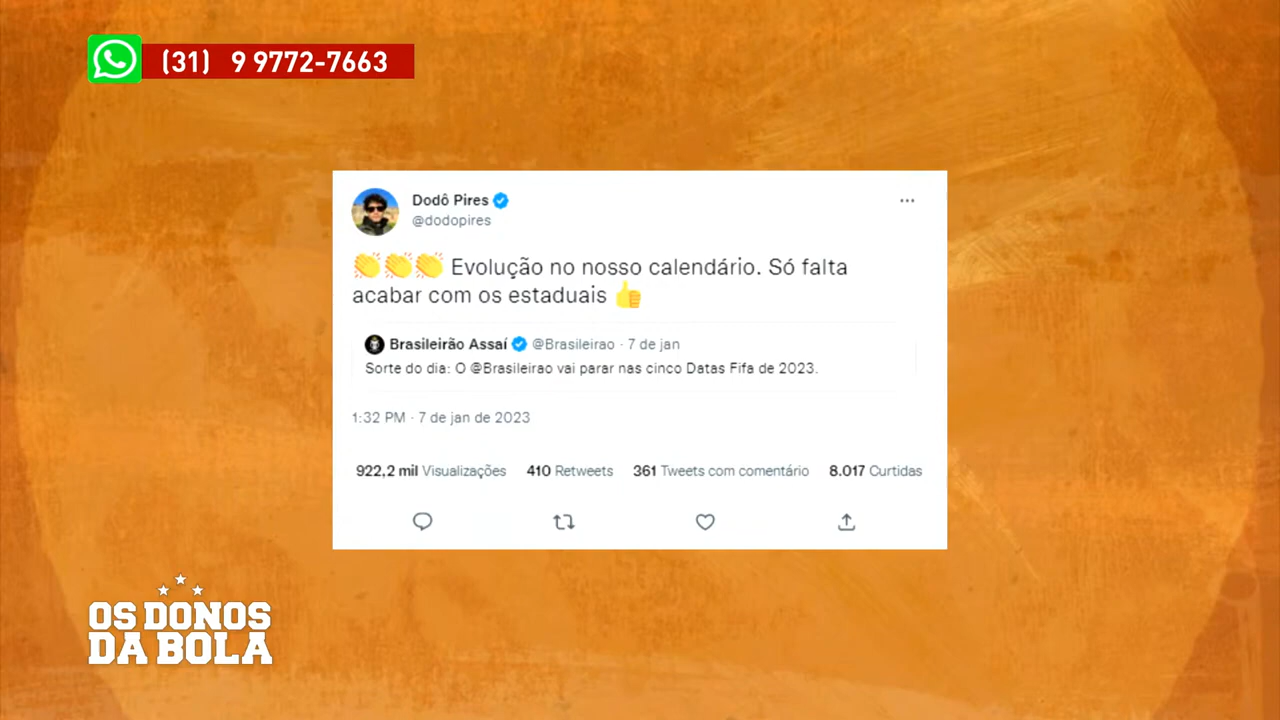 (31) 9 9772-7663
Dodô Pires
@dodopires
👏👏👏 Evolução no nosso calendário. Só falta
acabar com os estaduais 👍
Brasileirão Assaí @Brasileirao · 7 de jan
Sorte do dia: O @Brasileirao vai parar nas cinco Datas Fifa de 2023.
1:32 PM · 7 de jan de 2023
922,2 mil Visualizações 410 Retweets 361 Tweets com comentário 8.017 Curtidas
OS DONOS
DA BOLA